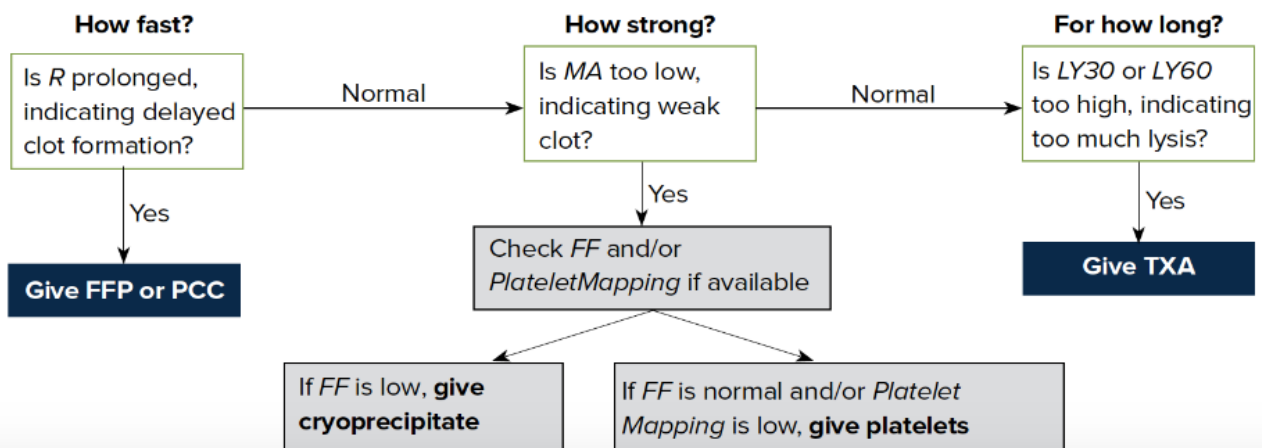 How fast?
Is R prolonged,
indicating delayed
clot formation?
Normal
Yes
Give FFP or PCC
How strong?
Is MA too low,
indicating weak
clot?
Normal
Yes
Check FF and/or
PlateletMapping if available
If FF is low, give
cryoprecipitate
If FF is normal and/or Platelet
Mapping is low, give platelets
For how long?
Is LY30 or LY60
too high, indicating
too much lysis?
Yes
Give TXA